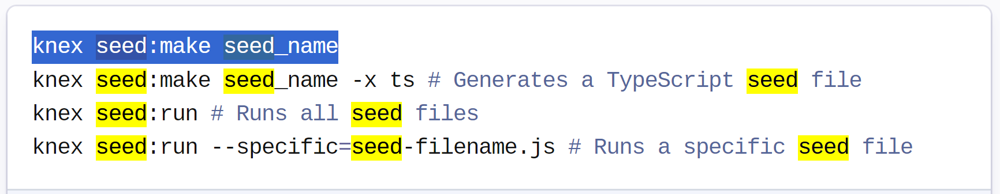 knex seed:make seed_name
knex seed:make seed_name -x ts # Generates a TypeScript seed file
knex seed:run # Runs all seed files
knex seed:run --specific=seed-filename.js # Runs a specific seed file